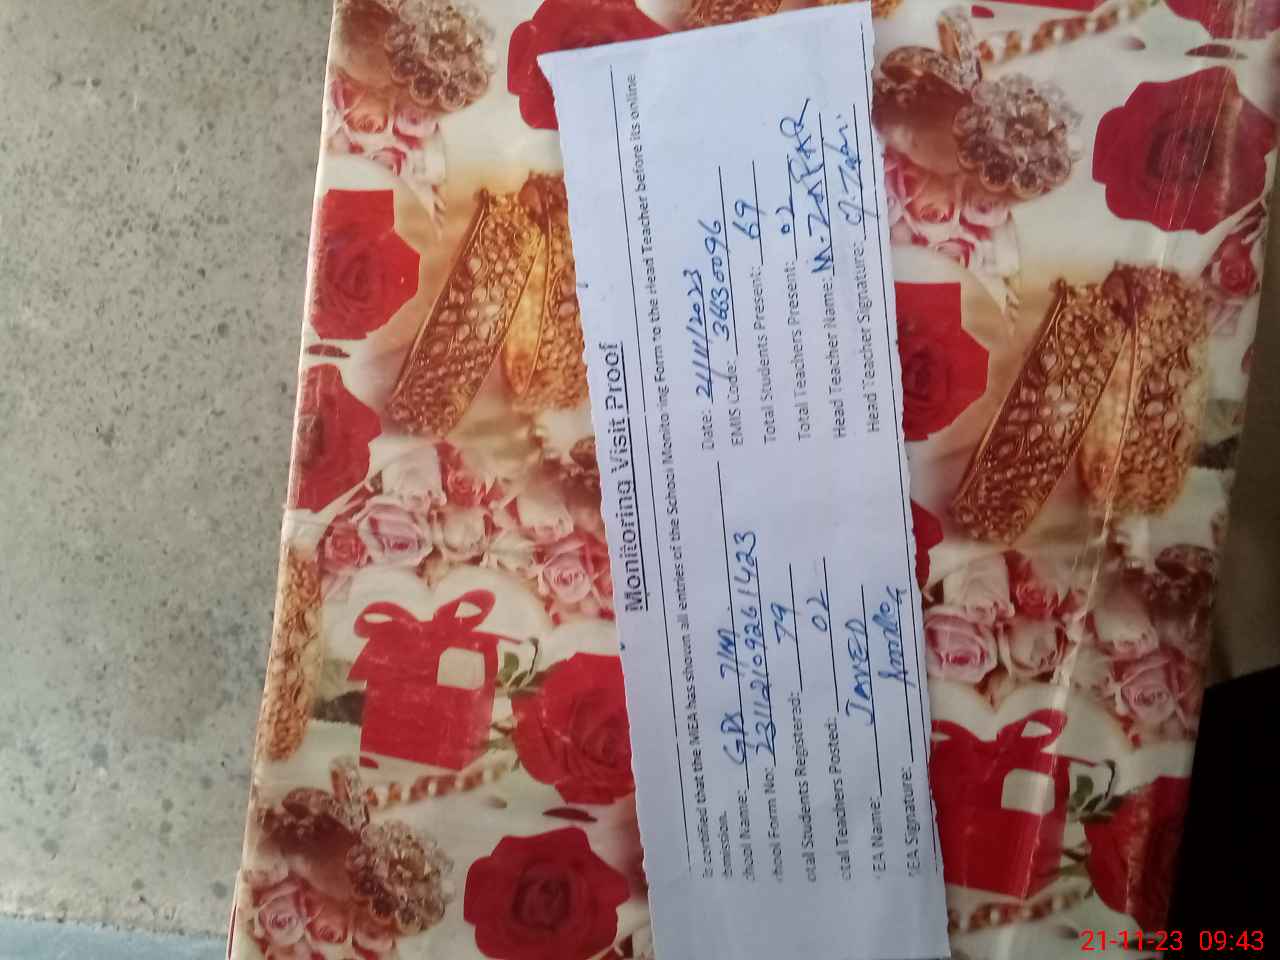 Monitoring Visit Proof
is certified that the MEA has shown all entries of the School Monitoring Form to the Head Teacher before its online
bmission.
chool Name: GPS 7/M. Date: 21/11/2023
chool Form No: 231121092614 23 EMIS Code: 36630096
otal Students Registered: 79 Total Students Present: 69
otal Teachers Posted: 02 Total Teachers Present: 02
EA Name: JAVED Head Teacher Name: M. ZAFAR
EA Signature: Head Teacher Signature: M. Zafar.
21-11-23 09:43